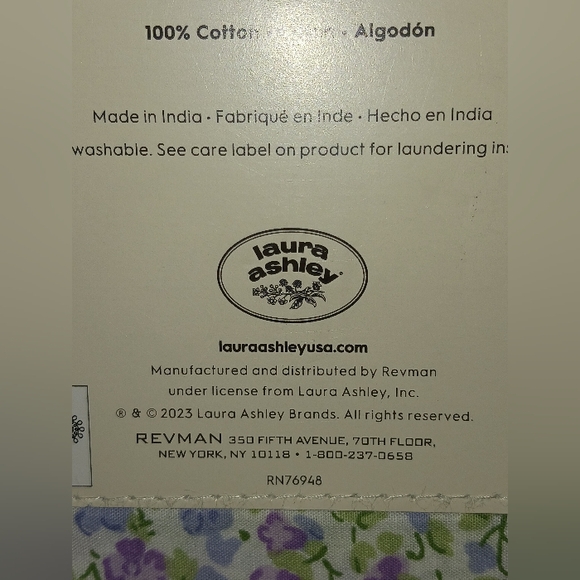 100% Cotton • • Algodón
Made in India • Fabriqué en Inde • Hecho en India
washable. See care label on product for laundering
laura
ashley®
lauraashleyusa.com
Manufactured and distributed by Revman
under license from Laura Ashley, Inc.
® & © 2023 Laura Ashley Brands. All rights reserved.
REVMAN 350 FIFTH AVENUE, 70TH FLOOR,
NEW YORK, NY 10118 • 1-800-237-0658
RN76948